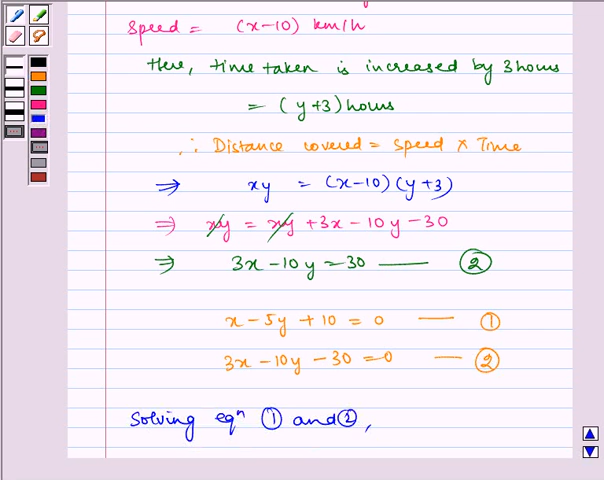 Speed = (x-10) km/h
Here, time taken is increased by 3 hours
= (y+3) hours
∴ Distance covered = Speed × Time
⇒ xy = (x-10) (y+3)
⇒ xy = xy + 3x - 10y - 30
⇒ 3x - 10y = 30 —— ②
x - 5y + 10 = 0 —— ①
3x - 10y - 30 = 0 — ②
Solving eqⁿ ① and ②,